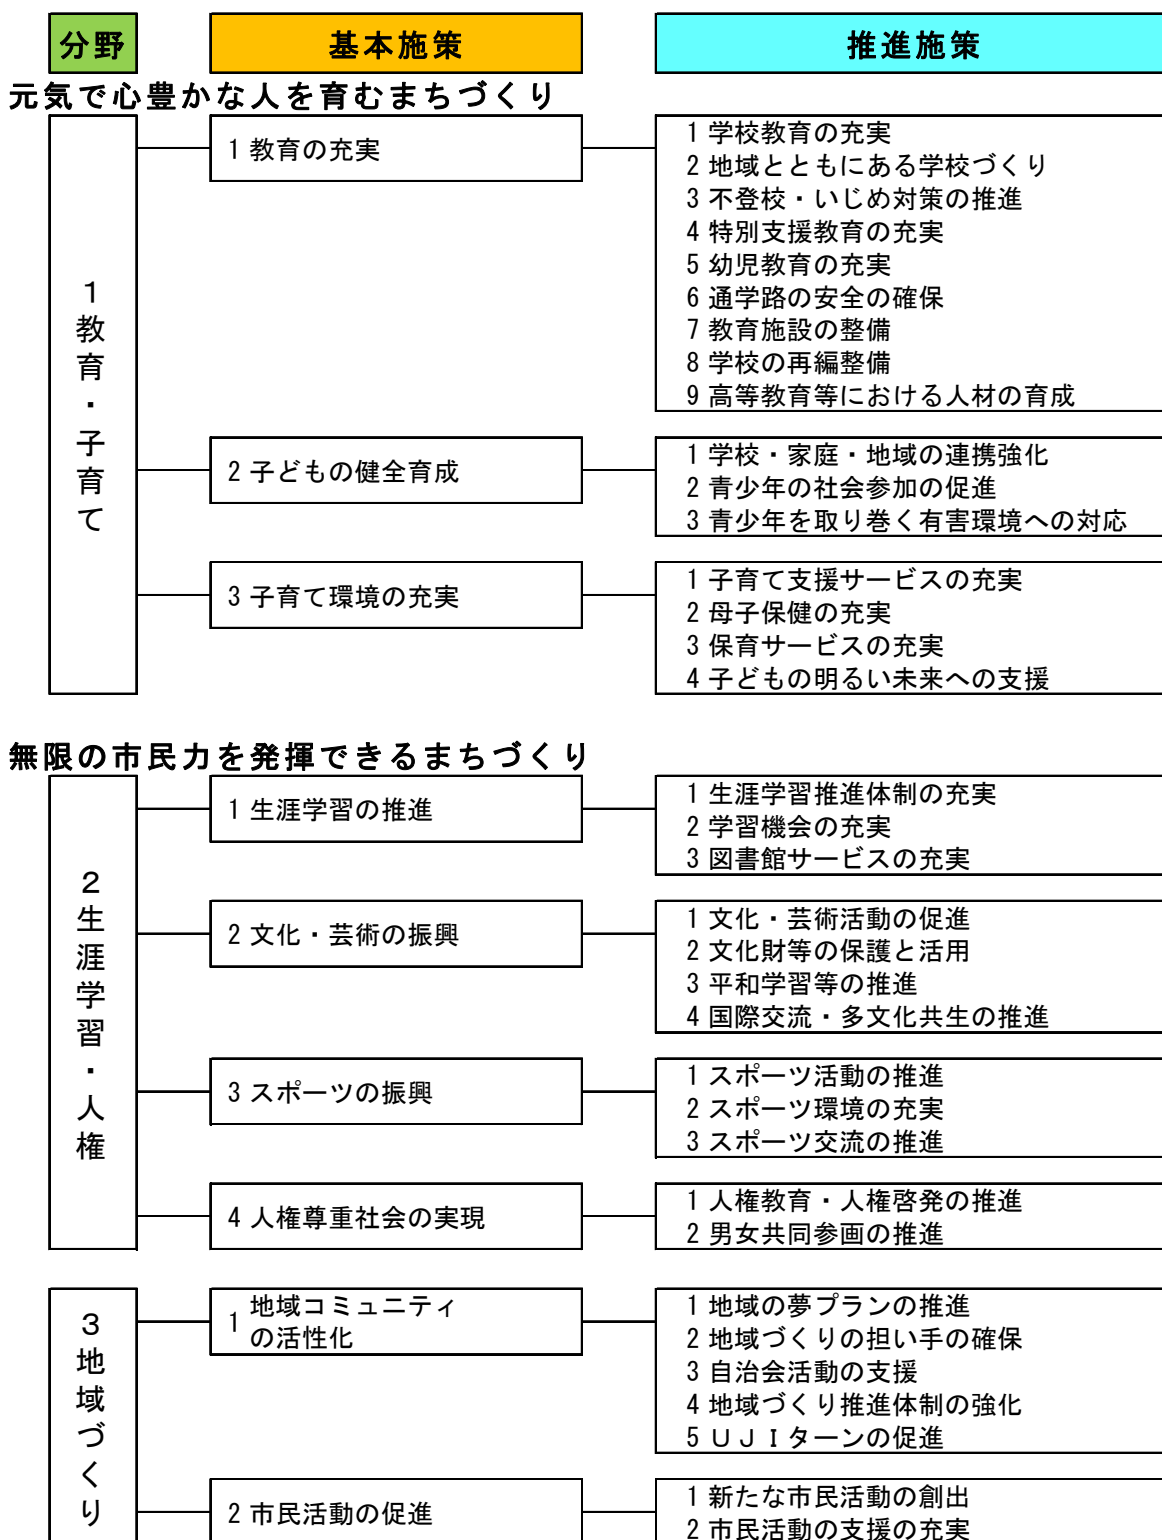 分野 基本施策 推進施策
元気で心豊かな人を育むまちづくり
1教育・子育て
1 教育の充実
1 学校教育の充実
2 地域とともにある学校づくり
3 不登校・いじめ対策の推進
4 特別支援教育の充実
5 幼児教育の充実
6 通学路の安全の確保
7 教育施設の整備
8 学校の再編整備
9 高等教育等における人材の育成
2 子どもの健全育成
1 学校・家庭・地域の連携強化
2 青少年の社会参加の促進
3 青少年を取り巻く有害環境への対応
3 子育て環境の充実
1 子育て支援サービスの充実
2 母子保健の充実
3 保育サービスの充実
4 子どもの明るい未来への支援
無限の市民力を発揮できるまちづくり
2生涯学習・人権
1 生涯学習の推進
1 生涯学習推進体制の充実
2 学習機会の充実
3 図書館サービスの充実
2 文化・芸術の振興
1 文化・芸術活動の促進
2 文化財等の保護と活用
3 平和学習等の推進
4 国際交流・多文化共生の推進
3 スポーツの振興
1 スポーツ活動の推進
2 スポーツ環境の充実
3 スポーツ交流の推進
4 人権尊重社会の実現
1 人権教育・人権啓発の推進
2 男女共同参画の推進
3地域づくり
1 地域コミュニティ
の活性化
1 地域の夢プランの推進
2 地域づくりの担い手の確保
3 自治会活動の支援
4 地域づくり推進体制の強化
5 ＵＪＩターンの促進
2 市民活動の促進
1 新たな市民活動の創出
2 市民活動の支援の充実